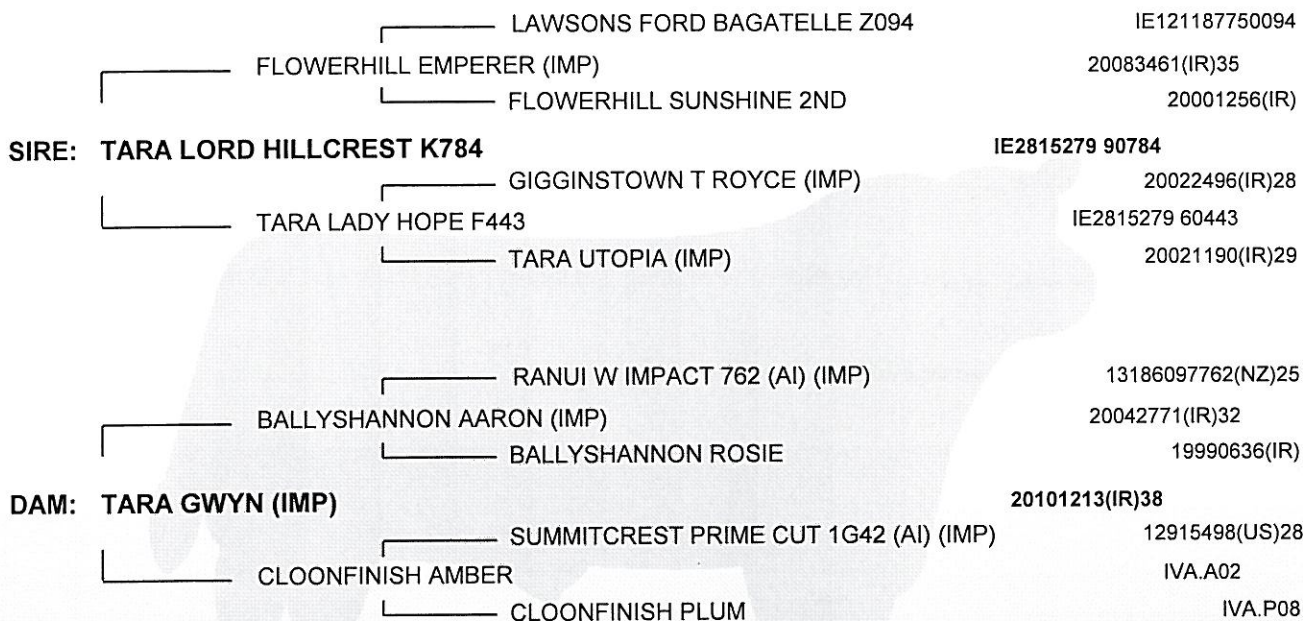 LAWSONS FORD BAGATELLE Z094 IE121187750094
FLOWERHILL EMPERER (IMP) 20083461(IR)35
FLOWERHILL SUNSHINE 2ND 20001256(IR)
SIRE: TARA LORD HILLCREST K784 IE2815279 90784
GIGGINSTOWN T ROYCE (IMP) 20022496(IR)28
TARA LADY HOPE F443 IE2815279 60443
TARA UTOPIA (IMP) 20021190(IR)29
RANUI W IMPACT 762 (AI) (IMP) 13186097762(NZ)25
BALLYSHANNON AARON (IMP) 20042771(IR)32
BALLYSHANNON ROSIE 19990636(IR)
DAM: TARA GWYN (IMP) 20101213(IR)38
SUMMITCREST PRIME CUT 1G42 (AI) (IMP) 12915498(US)28
CLOONFINISH AMBER IVA.A02
CLOONFINISH PLUM IVA.P08